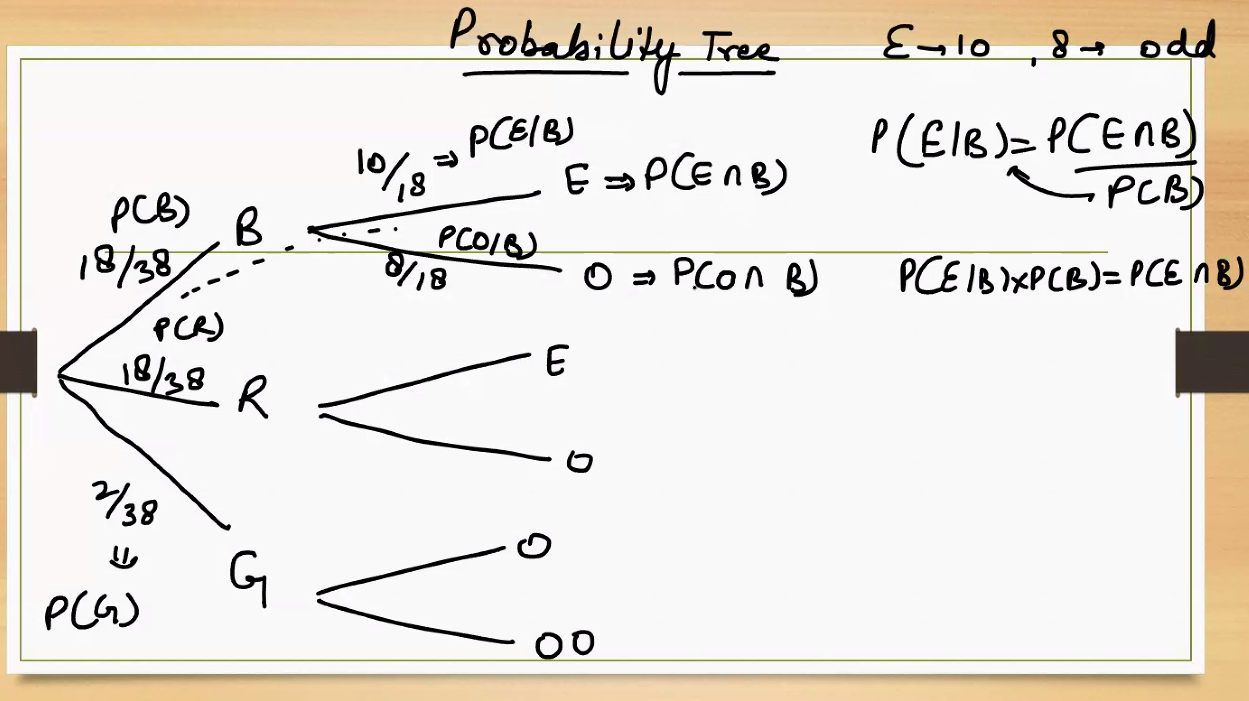 Probability Tree
E→10 , 8→ odd
P(E/B)= P(E∩B)
P(B)
10/18 ⇒ P(E/B)
E ⇒ P(E∩B)
P(B)
18/38
B
P(O/B)
8/18
O ⇒ P(O∩B)
P(E/B)×P(B)=P(E∩B)
P(R)
18/38
R
E
O
2/38
⇓
P(G)
G
O
OO